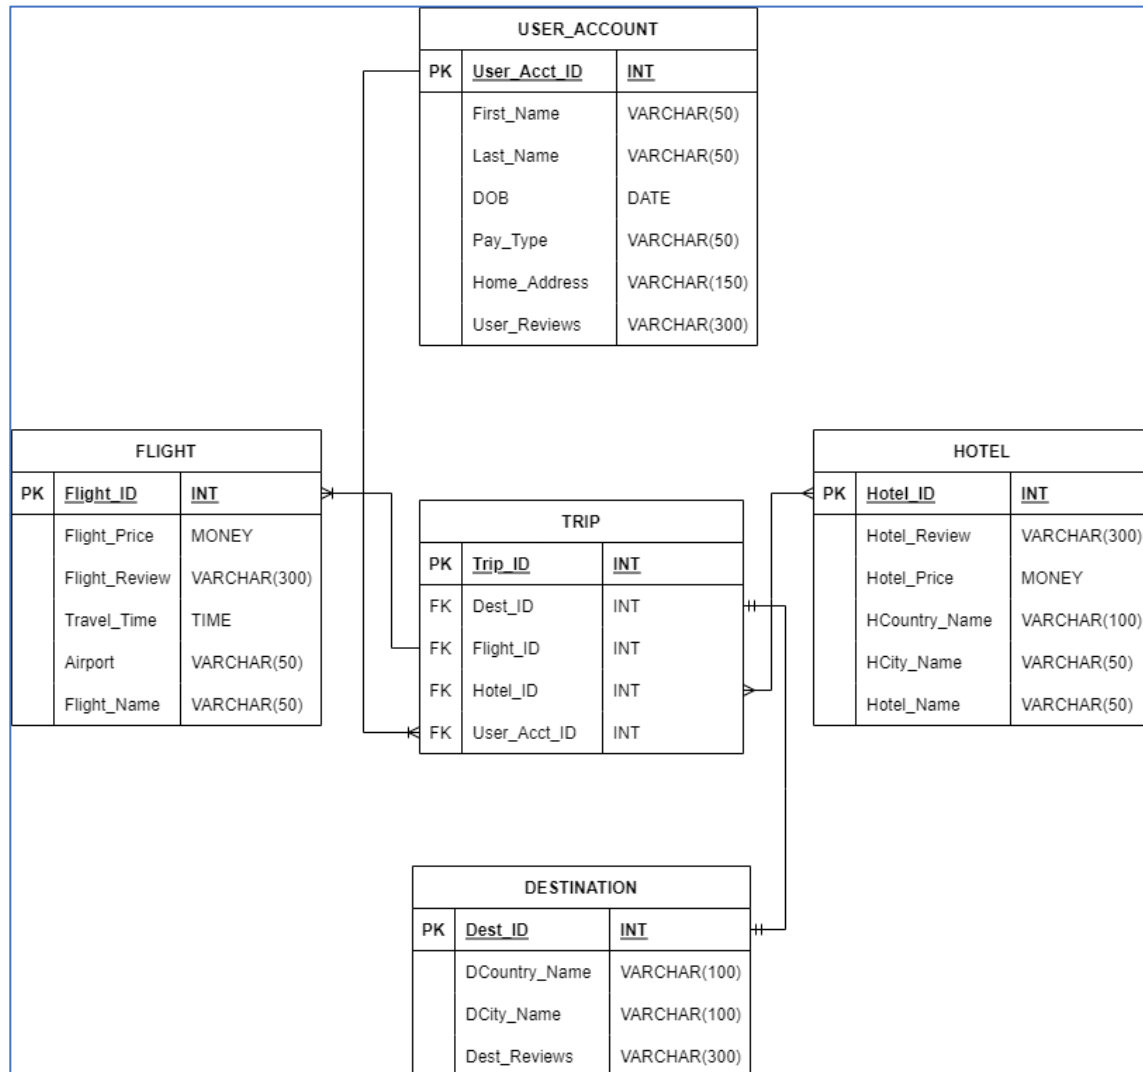 USER_ACCOUNT
PK User_Acct_ID INT
First_Name VARCHAR(50)
Last_Name VARCHAR(50)
DOB DATE
Pay_Type VARCHAR(50)
Home_Address VARCHAR(150)
User_Reviews VARCHAR(300)
FLIGHT
PK Flight_ID INT
Flight_Price MONEY
Flight_Review VARCHAR(300)
Travel_Time TIME
Airport VARCHAR(50)
Flight_Name VARCHAR(50)
TRIP
PK Trip_ID INT
FK Dest_ID INT
FK Flight_ID INT
FK Hotel_ID INT
FK User_Acct_ID INT
HOTEL
PK Hotel_ID INT
Hotel_Review VARCHAR(300)
Hotel_Price MONEY
HCountry_Name VARCHAR(100)
HCity_Name VARCHAR(50)
Hotel_Name VARCHAR(50)
DESTINATION
PK Dest_ID INT
DCountry_Name VARCHAR(100)
DCity_Name VARCHAR(100)
Dest_Reviews VARCHAR(300)